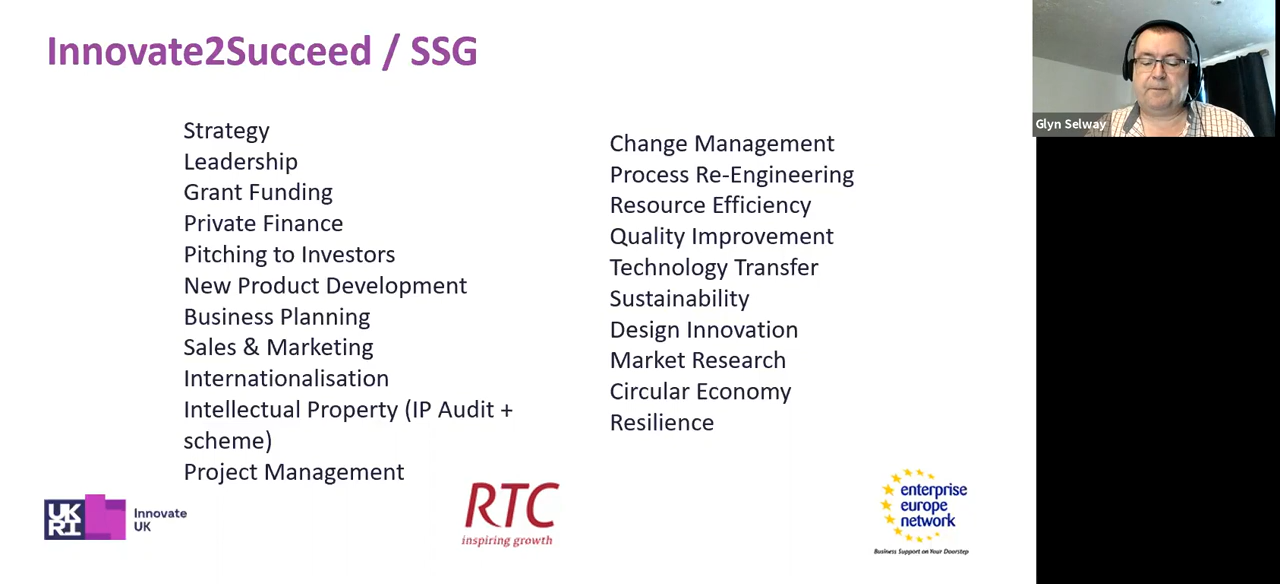 Innovate2Succeed / SSG
Strategy
Leadership
Grant Funding
Private Finance
Pitching to Investors
New Product Development
Business Planning
Sales & Marketing
Internationalisation
Intellectual Property (IP Audit +
scheme)
Project Management
Change Management
Process Re-Engineering
Resource Efficiency
Quality Improvement
Technology Transfer
Sustainability
Design Innovation
Market Research
Circular Economy
Resilience
UK
RI
Innovate
UK
RTC
inspiring growth
enterprise
europe
network
Business Support on Your Doorstep
Glyn Selway